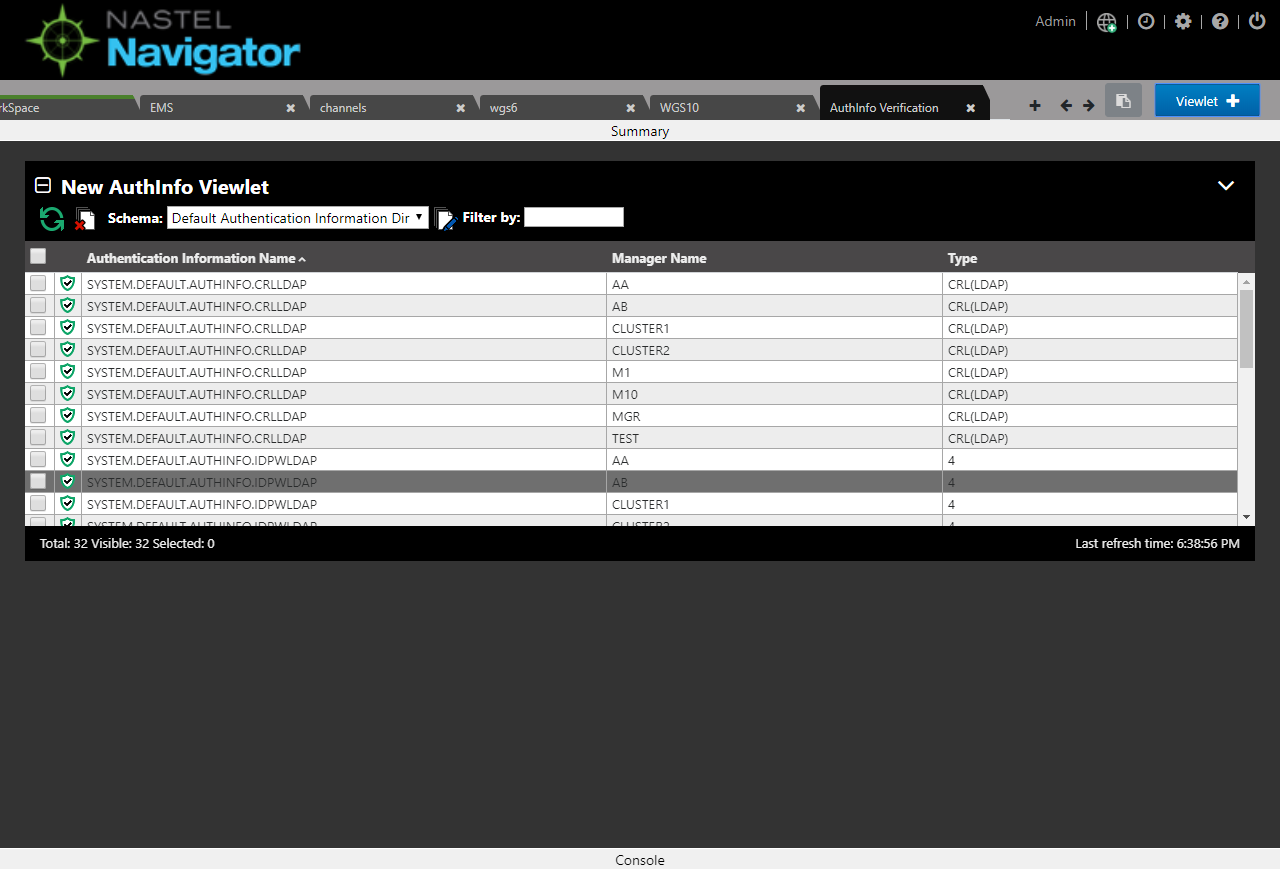 NASTEL
Navigator
Admin
rkSpace EMS channels wgs6 WGS10 AuthInfo Verification Viewlet
Summary
New AuthInfo Viewlet
Schema: Default Authentication Information Dir Filter by:
Authentication Information Name Manager Name Type
SYSTEM.DEFAULT.AUTHINFO.CRLLDAP AA CRL(LDAP)
SYSTEM.DEFAULT.AUTHINFO.CRLLDAP AB CRL(LDAP)
SYSTEM.DEFAULT.AUTHINFO.CRLLDAP CLUSTER1 CRL(LDAP)
SYSTEM.DEFAULT.AUTHINFO.CRLLDAP CLUSTER2 CRL(LDAP)
SYSTEM.DEFAULT.AUTHINFO.CRLLDAP M1 CRL(LDAP)
SYSTEM.DEFAULT.AUTHINFO.CRLLDAP M10 CRL(LDAP)
SYSTEM.DEFAULT.AUTHINFO.CRLLDAP MGR CRL(LDAP)
SYSTEM.DEFAULT.AUTHINFO.CRLLDAP TEST CRL(LDAP)
SYSTEM.DEFAULT.AUTHINFO.IDPWLDAP AA 4
SYSTEM.DEFAULT.AUTHINFO.IDPWLDAP AB 4
SYSTEM.DEFAULT.AUTHINFO.IDPWLDAP CLUSTER1 4
SYSTEM.DEFAULT.AUTHINFO.IDPWLDAP CLUSTER2 4
Total: 32 Visible: 32 Selected: 0 Last refresh time: 6:38:56 PM
Console